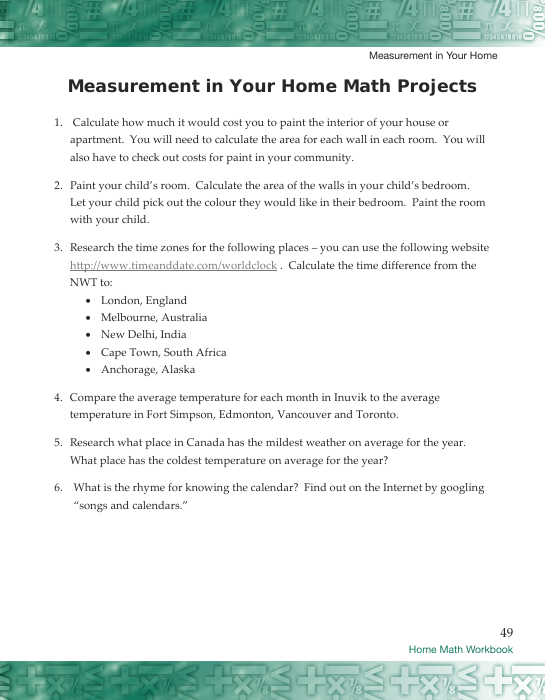 Measurement in Your Home
Measurement in Your Home Math Projects
1. Calculate how much it would cost you to paint the interior of your house or
apartment. You will need to calculate the area for each wall in each room. You will
also have to check out costs for paint in your community.
2. Paint your child's room. Calculate the area of the walls in your child's bedroom.
Let your child pick out the colour they would like in their bedroom. Paint the room
with your child.
3. Research the time zones for the following places – you can use the following website
http://www.timeanddate.com/worldclock . Calculate the time difference from the
NWT to:
• London, England
• Melbourne, Australia
• New Delhi, India
• Cape Town, South Africa
• Anchorage, Alaska
4. Compare the average temperature for each month in Inuvik to the average
temperature in Fort Simpson, Edmonton, Vancouver and Toronto.
5. Research what place in Canada has the mildest weather on average for the year.
What place has the coldest temperature on average for the year?
6. What is the rhyme for knowing the calendar? Find out on the Internet by googling
"songs and calendars."
49
Home Math Workbook